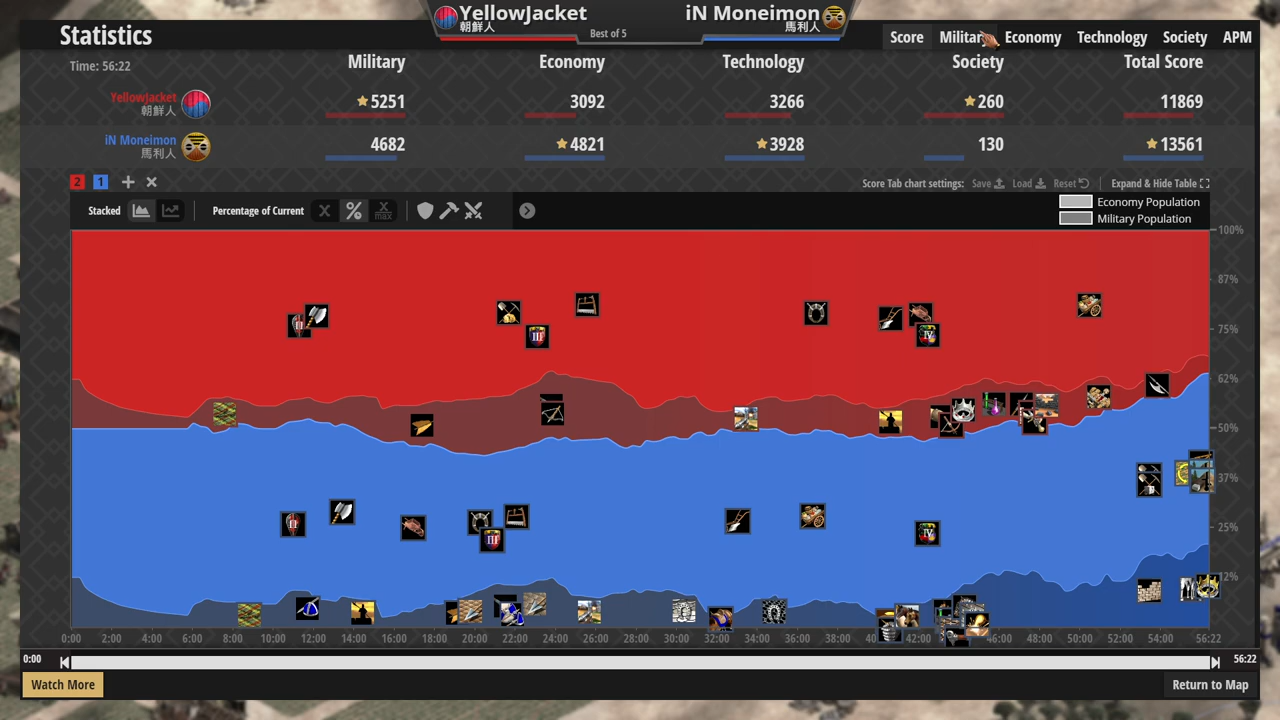 YellowJacket
朝鮮人
iN Moneimon
馬利人
Best of 5
Statistics
Score Military Economy Technology Society APM
Time: 56:22
Military Economy Technology Society Total Score
YellowJacket
朝鮮人
5251 3092 3266 260 11869
iN Moneimon
馬利人
4682 4821 3928 130 13561
2 1
Score Tab chart settings: Save Load Reset Expand & Hide Table
Stacked
Percentage of Current
X % X/max
Economy Population
Military Population
100%
87%
75%
62%
50%
37%
25%
12%
II III IV
II III IV
0:00 2:00 4:00 6:00 8:00 10:00 12:00 14:00 16:00 18:00 20:00 22:00 24:00 26:00 28:00 30:00 32:00 34:00 36:00 38:00 40 42:00 46:00 48:00 50:00 52:00 54:00 56:22
0:00 56:22
Watch More
Return to Map